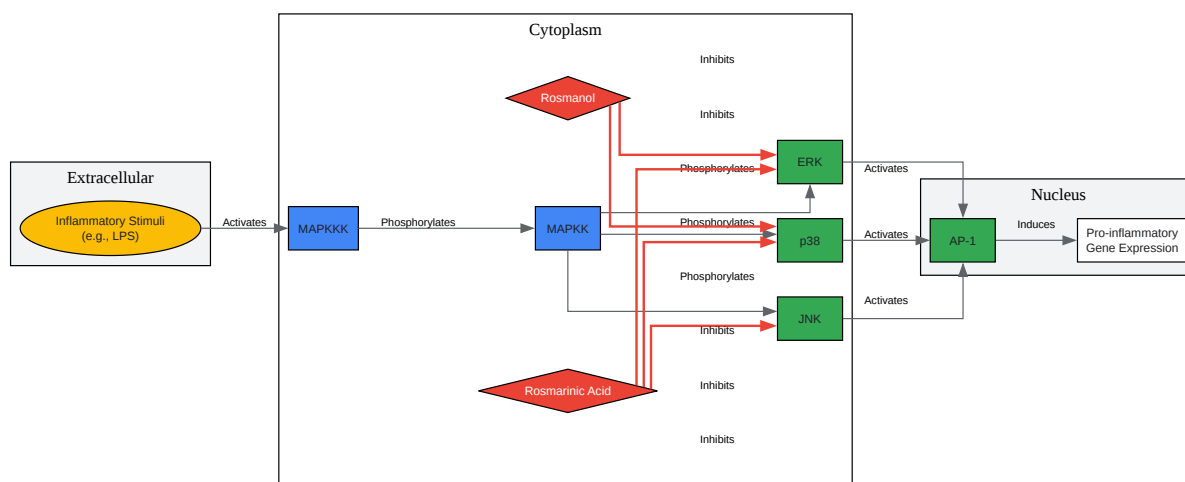 Cytoplasm
Inhibits
Rosmanol
Inhibits
ERK
Phosphorylates
Activates
Extracellular
Nucleus
Inflammatory Stimuli
(e.g., LPS)
Activates
MAPKKK
Phosphorylates
MAPKK
Phosphorylates
p38
Activates
AP-1
Induces
Pro-inflammatory
Gene Expression
Phosphorylates
JNK
Activates
Inhibits
Rosmarinic Acid
Inhibits
Inhibits